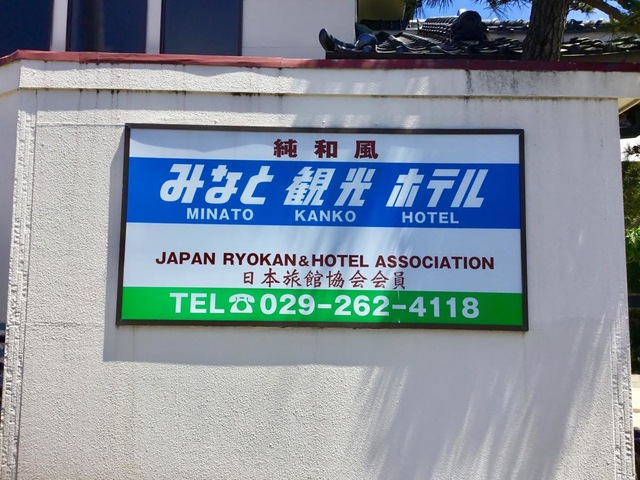 純和風
みなと 観光 ホテル
MINATO KANKO HOTEL
JAPAN RYOKAN&HOTEL ASSOCIATION
日本旅館協会会員
TEL☎029-262-4118